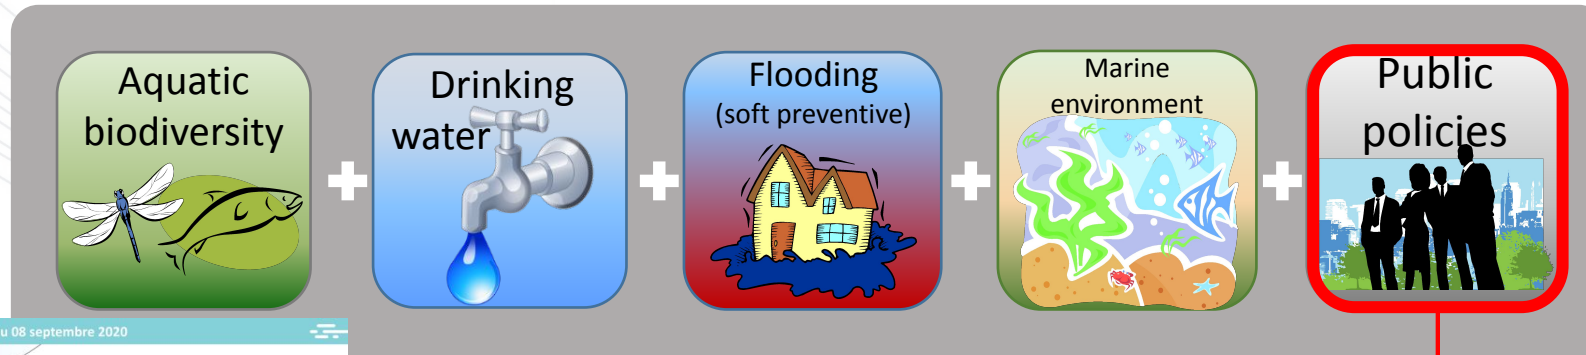 Aquatic
biodiversity
Drinking
water
Flooding
(soft preventive)
Marine
environment
Public
policies
u 08 septembre 2020